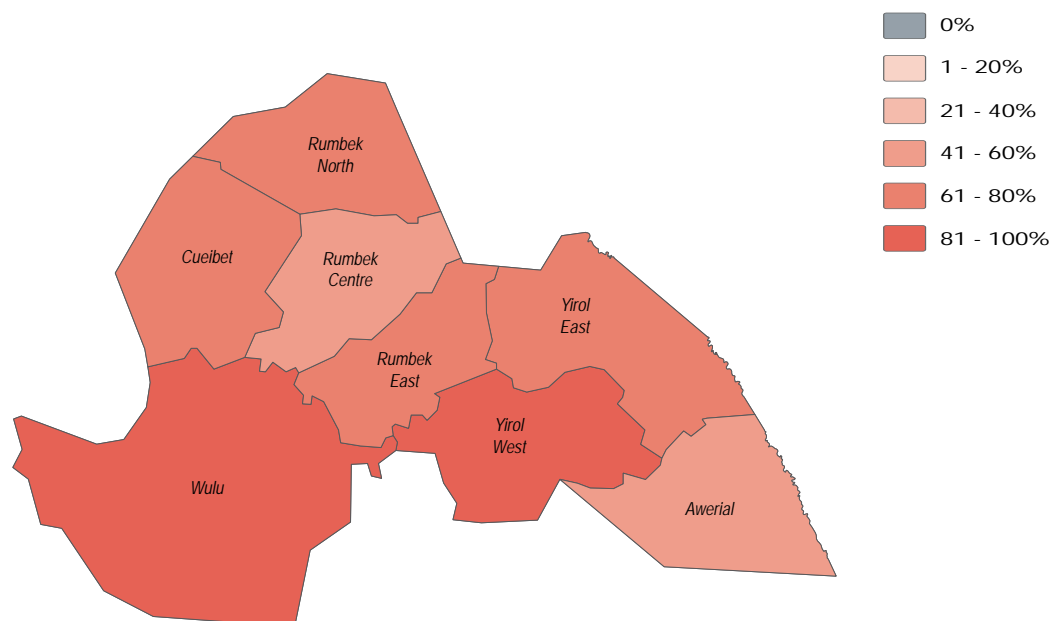 0%
1 - 20%
21 - 40%
41 - 60%
61 - 80%
81 - 100%
Rumbek
North
Cueibet
Rumbek
Centre
Yirol
East
Rumbek
East
Yirol
West
Wulu
Awerial